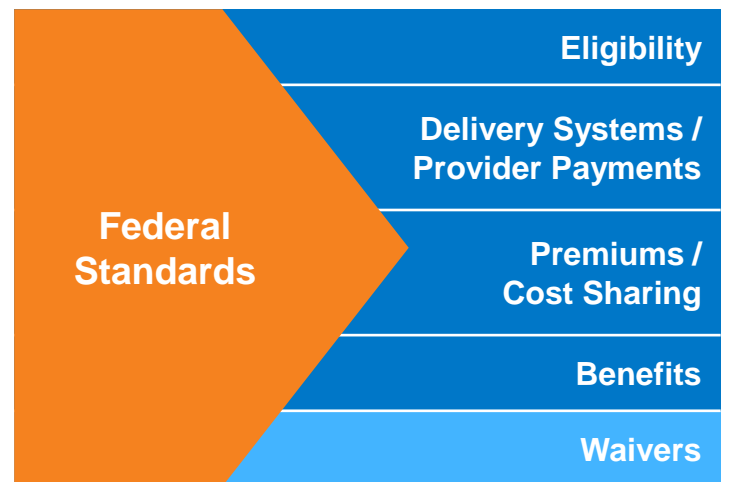 Federal
Standards
Eligibility
Delivery Systems /
Provider Payments
Premiums /
Cost Sharing
Benefits
Waivers